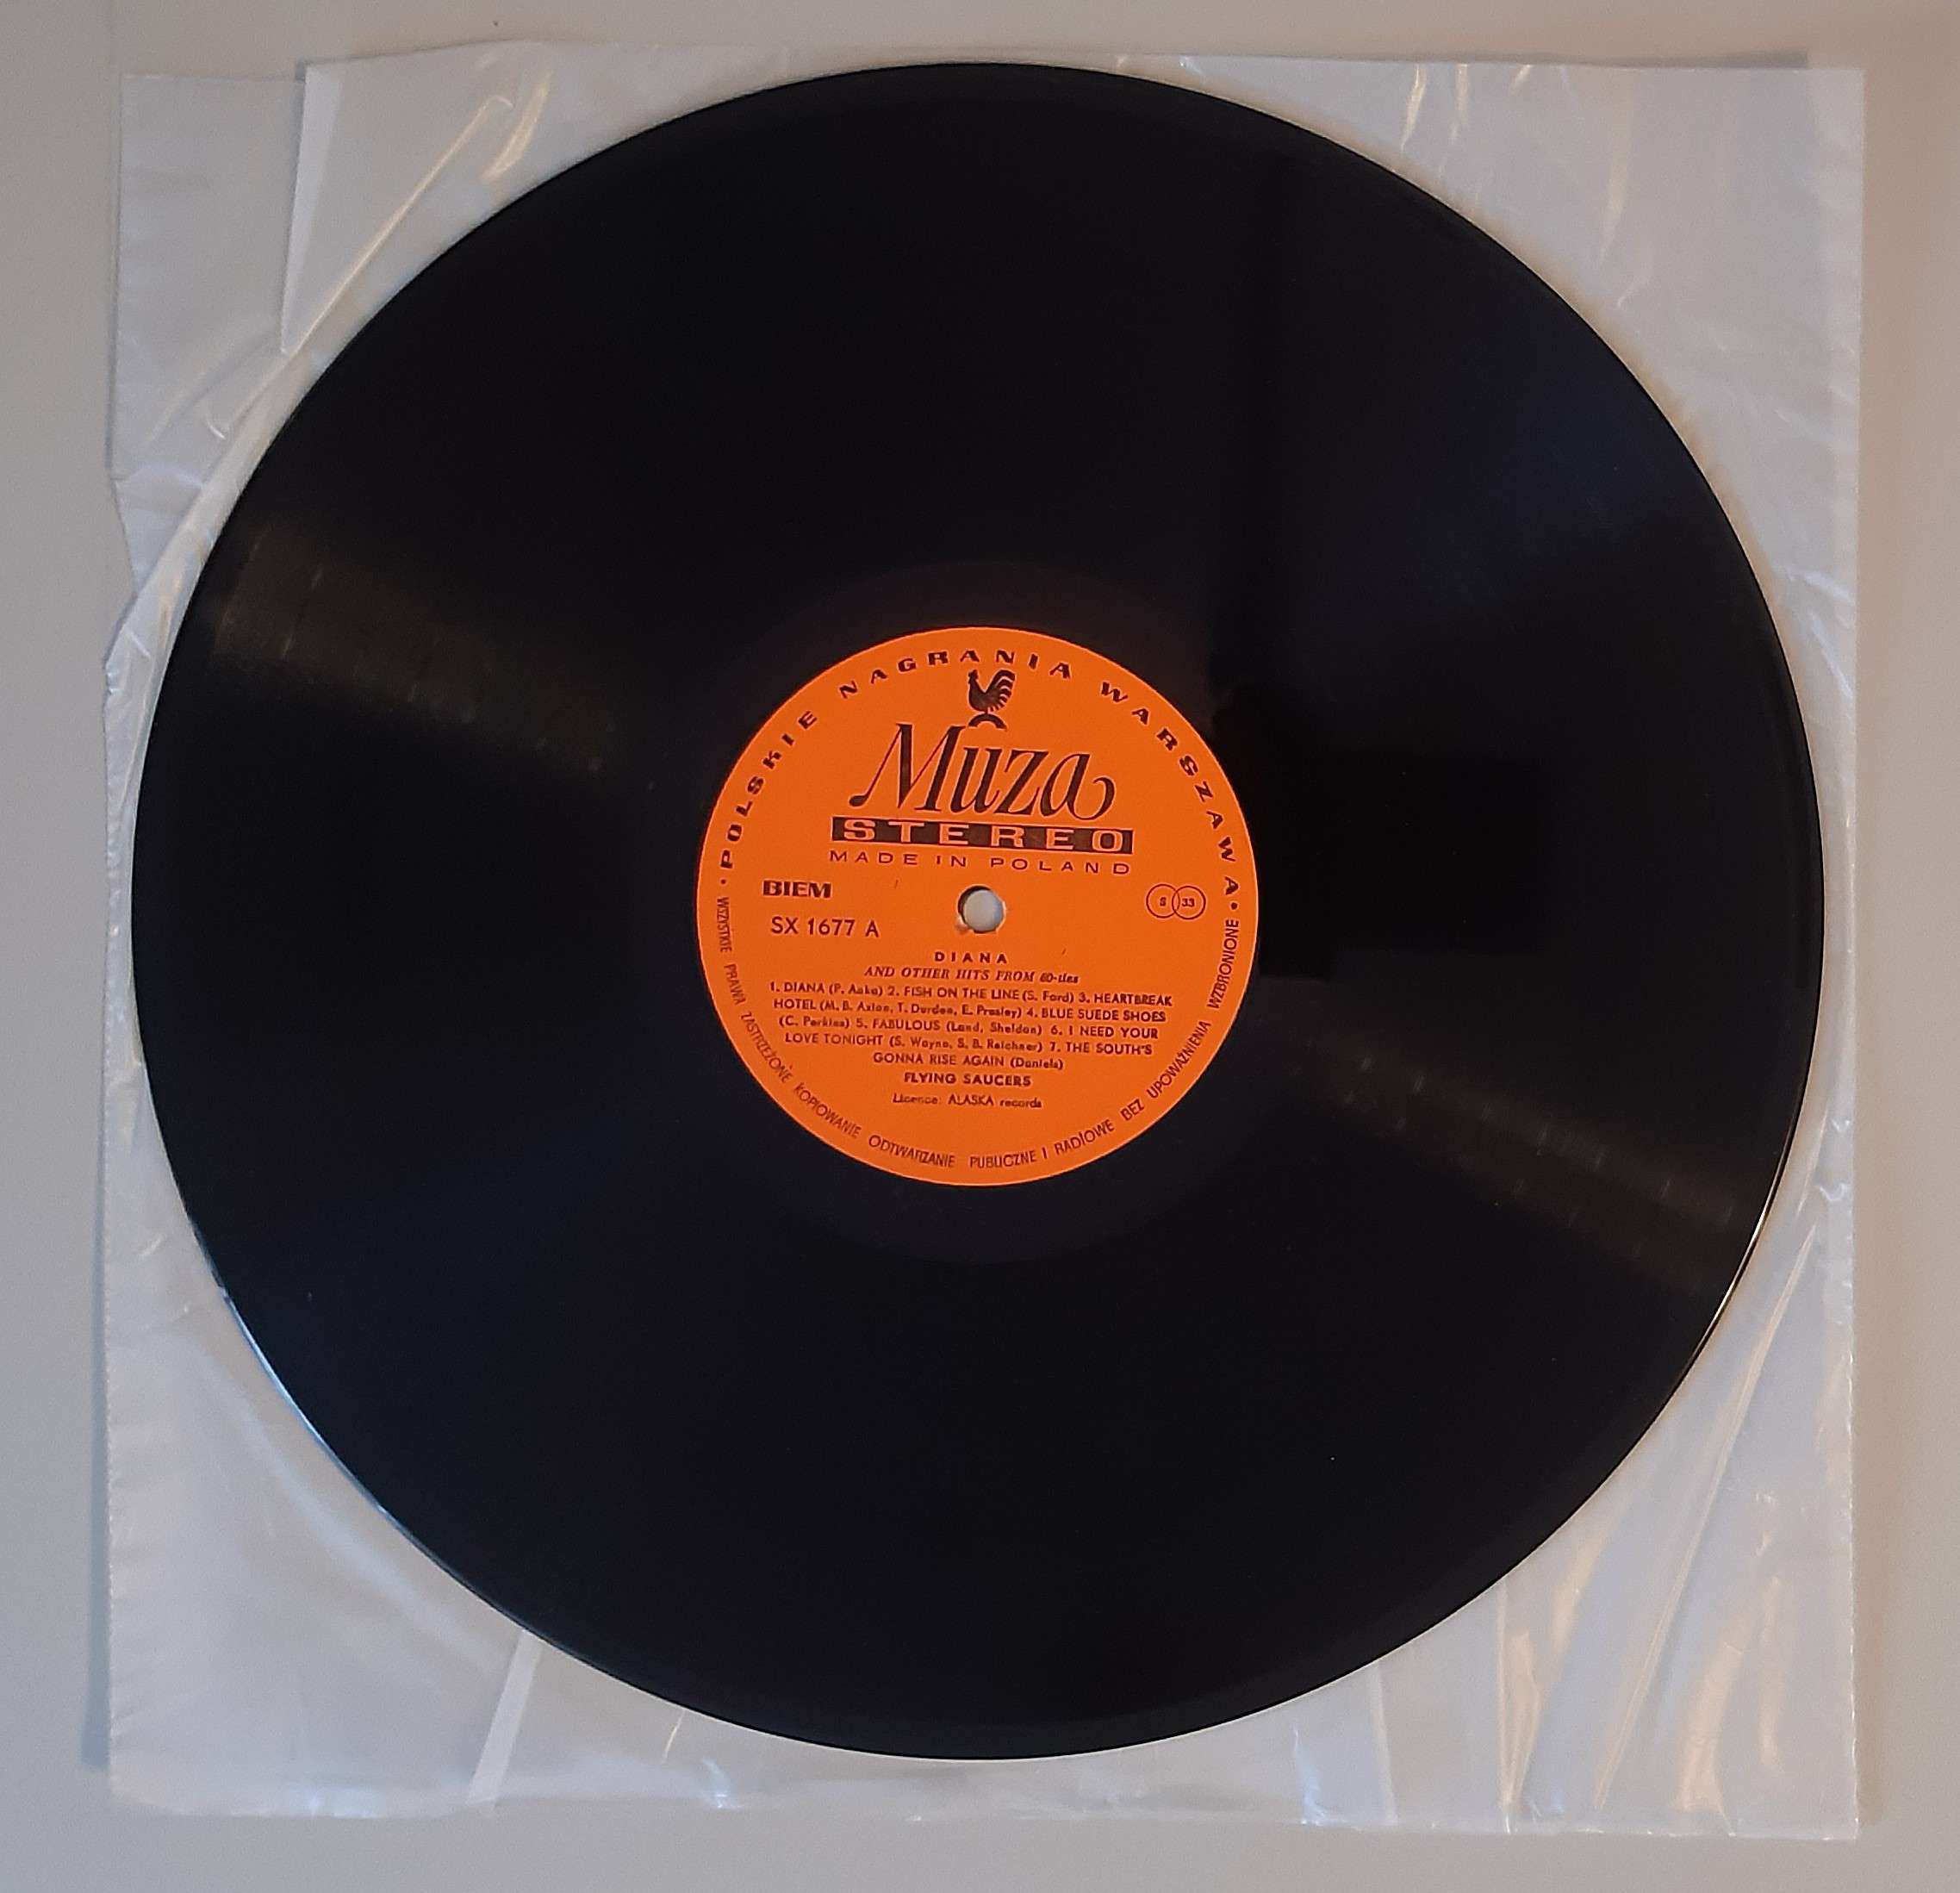 • POLSKIE NAGRANIA WARSZAWA •
Muza
STEREO
MADE IN POLAND
BIEM
S 33
SX 1677 A
DIANA
AND OTHER HITS FROM 60-ties
1. DIANA (P. Anka) 2. FISH ON THE LINE (S. Ford) 3. HEARTBREAK
HOTEL (M. B. Axton, T. Durden, E. Presley) 4. BLUE SUEDE SHOES
(C. Perkins) 5. FABULOUS (Land, Sheldon) 6. I NEED YOUR
LOVE TONIGHT (S. Wayne, S. B. Reichner) 7. THE SOUTH'S
GONNA RISE AGAIN (Daniels)
FLYING SAUCERS
Licence: ALASKA records
WSZYSTKIE PRAWA ZASTRZEŻONE KOPIOWANIE ODTWARZANIE PUBLICZNE I RADIOWE BEZ UPOWAŻNIENIA WZBRONIONE